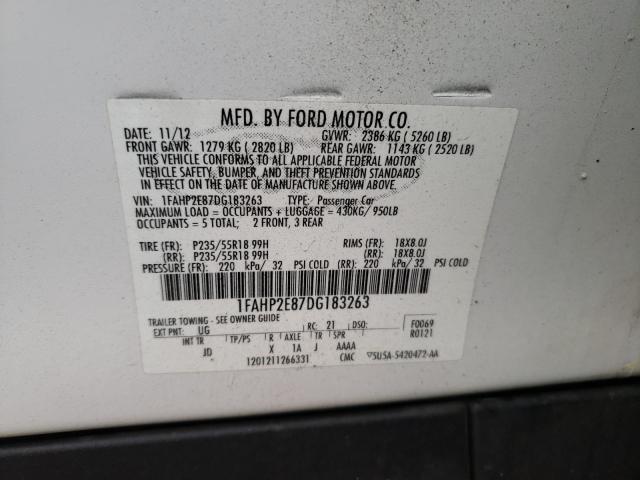 MFD. BY FORD MOTOR CO.
DATE: 11/12 GVWR: 2386 KG ( 5260 LB)
FRONT GAWR: 1279 KG ( 2820 LB) REAR GAWR: 1143 KG ( 2520 LB)
THIS VEHICLE CONFORMS TO ALL APPLICABLE FEDERAL MOTOR
VEHICLE SAFETY, BUMPER, AND THEFT PREVENTION STANDARDS
IN EFFECT ON THE DATE OF MANUFACTURE SHOWN ABOVE.
VIN: 1FAHP2E87DG183263 TYPE: Passenger Car
MAXIMUM LOAD = OCCUPANTS + LUGGAGE = 430KG/ 950LB
OCCUPANTS = 5 TOTAL; 2 FRONT, 3 REAR
TIRE (FR): P235/55R18 99H RIMS (FR): 18X8.0J
(RR): P235/55R18 99H (RR): 18X8.0J
PRESSURE (FR): 220 kPa/ 32 PSI COLD (RR): 220 kPa/ 32 PSI COLD
1FAHP2E87DG183263
TRAILER TOWING - SEE OWNER GUIDE F0069
EXT PNT: UG RC: 21 R0121
INT TR TP/PS R AXLE TR SPR
JD X 1A J AAAA
1201211266331 CMC 5U5A-5420472-AA